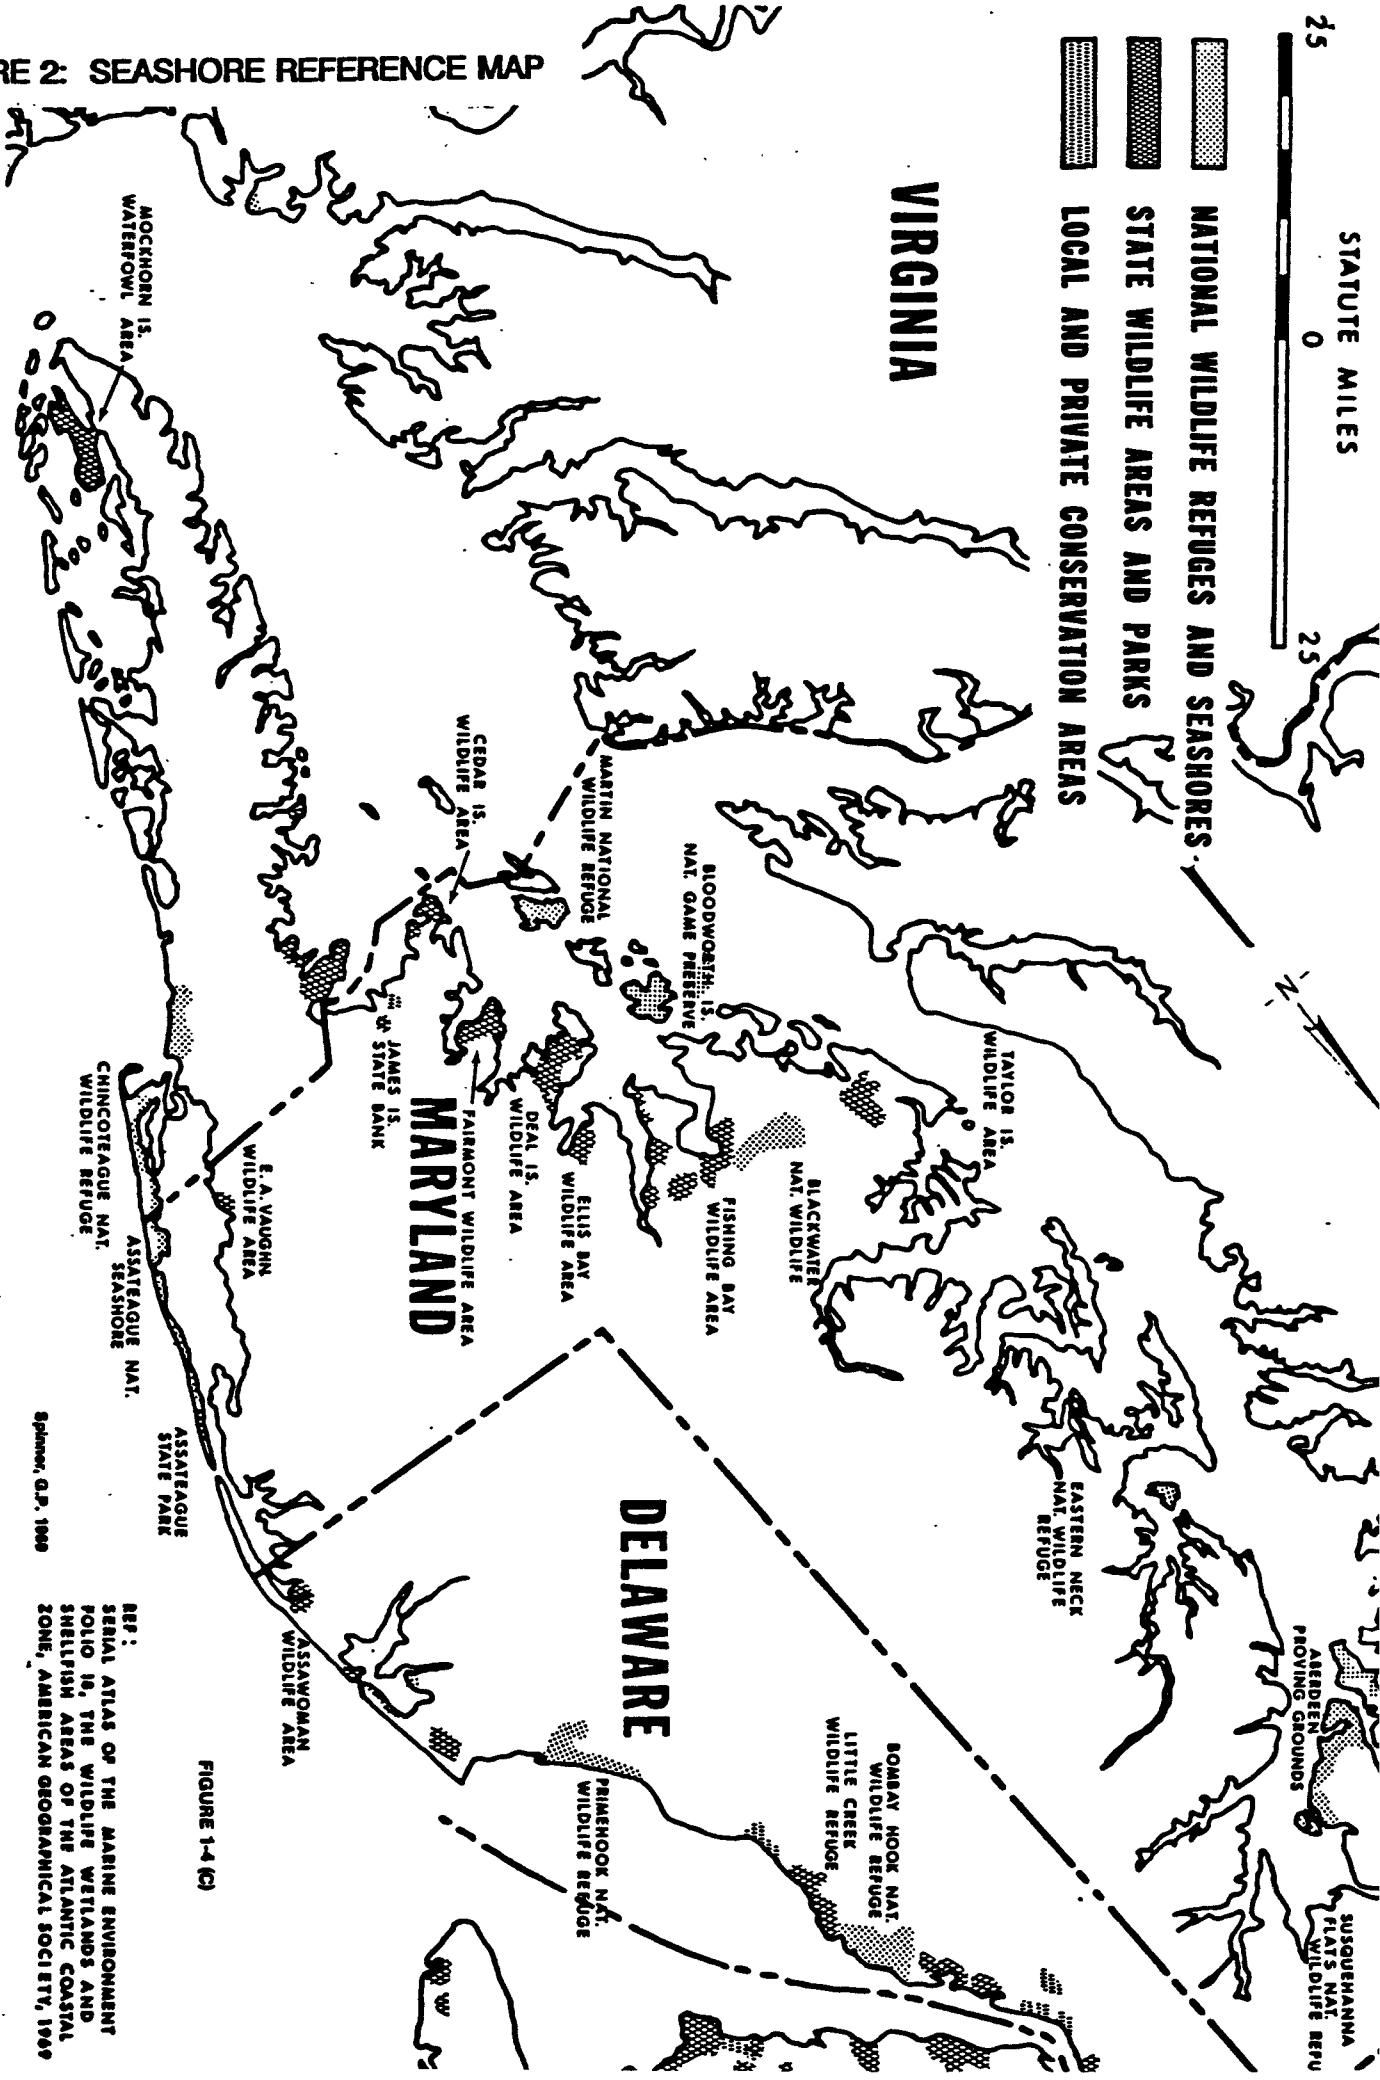 RE 2: SEASHORE REFERENCE MAP
STATUTE MILES
25 0 25
NATIONAL WILDLIFE REFUGES AND SEASHORES
STATE WILDLIFE AREAS AND PARKS
LOCAL AND PRIVATE CONSERVATION AREAS
N
VIRGINIA
MOCKHORN IS.
WATERFOWL AREA
CEDAR IS.
WILDLIFE AREA
MARTIN NATIONAL
WILDLIFE REFUGE
BLOODWORTH IS.
NAT. GAME PRESERVE
TAYLOR IS.
WILDLIFE AREA
JAMES IS.
& STATE BANK
MARYLAND
FAIRMONT WILDLIFE AREA
DEAL IS.
WILDLIFE AREA
ELLIS BAY
WILDLIFE AREA
FISHING BAY
WILDLIFE AREA
BLACKWATER
NAT. WILDLIFE
E. A. VAUGHN
WILDLIFE AREA
CHINCOTEAGUE NAT.
WILDLIFE REFUGE
ASSATEAGUE NAT.
SEASHORE
ASSATEAGUE
STATE PARK
EASTERN NECK
NAT. WILDLIFE
REFUGE
ABERDEEN
PROVING GROUNDS
SUSQUEHANNA
FLATS NAT.
WILDLIFE REFU
DELAWARE
ASSAWOMAN
WILDLIFE AREA
PRIMEHOOK NAT.
WILDLIFE REFUGE
BOMBAY HOOK NAT.
WILDLIFE REFUGE
LITTLE CREEK
WILDLIFE REFUGE
FIGURE 1-4 (C)
Spinner, G.P. 1969
REF:
SERIAL ATLAS OF THE MARINE ENVIRONMENT
FOLIO 18, THE WILDLIFE WETLANDS AND
SHELLFISH AREAS OF THE ATLANTIC COASTAL
ZONE, AMERICAN GEOGRAPHICAL SOCIETY, 1969